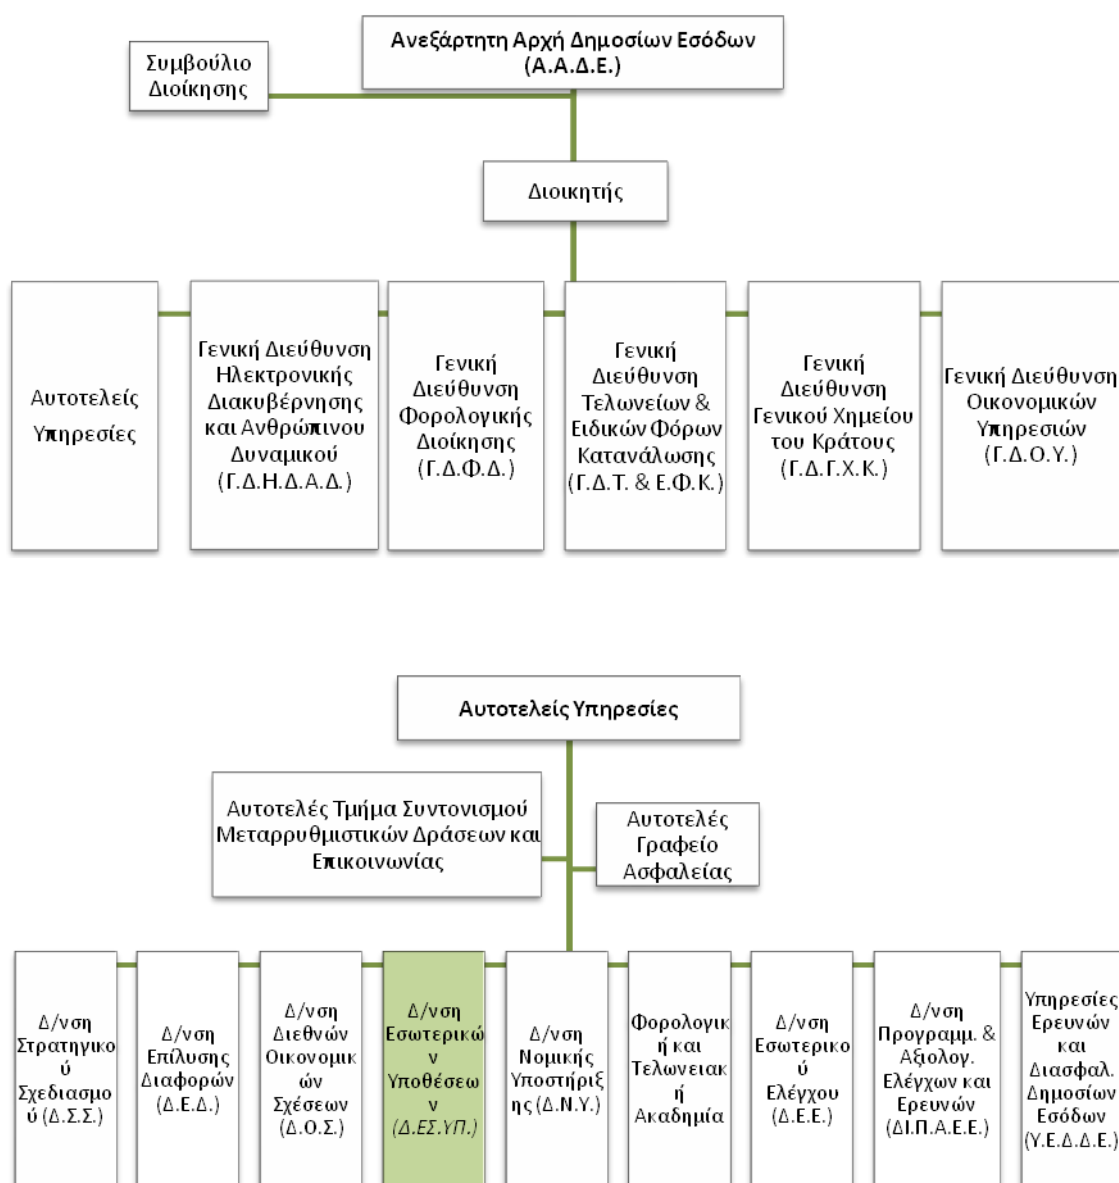 Ανεξάρτητη Αρχή Δημοσίων Εσόδων
(Α.Α.Δ.Ε.)
Συμβούλιο
Διοίκησης
Διοικητής
Αυτοτελείς
Υπηρεσίες
Γενική Διεύθυνση
Ηλεκτρονικής
Διακυβέρνησης
και Ανθρώπινου
Δυναμικού
(Γ.Δ.Η.Δ.Α.Δ.)
Γενική
Διεύθυνση
Φορολογικής
Διοίκησης
(Γ.Δ.Φ.Δ.)
Γενική
Διεύθυνση
Τελωνείων &
Ειδικών Φόρων
Κατανάλωσης
(Γ.Δ.Τ. & Ε.Φ.Κ.)
Γενική
Διεύθυνση
Γενικού Χημείου
του Κράτους
(Γ.Δ.Γ.Χ.Κ.)
Γενική Διεύθυνση
Οικονομικών
Υπηρεσιών
(Γ.Δ.Ο.Υ.)
Αυτοτελείς Υπηρεσίες
Αυτοτελές Τμήμα Συντονισμού
Μεταρρυθμιστικών Δράσεων και
Επικοινωνίας
Αυτοτελές
Γραφείο
Ασφαλείας
Δ/νση
Στρατηγικο
ύ
Σχεδιασμο
ύ (Δ.Σ.Σ.)
Δ/νση
Επίλυσης
Διαφορών
(Δ.Ε.Δ.)
Δ/νση
Διεθνών
Οικονομικ
ών
Σχέσεων
(Δ.Ο.Σ.)
Δ/νση
Εσωτερικώ
ν
Υποθέσεω
ν
(Δ.ΕΣ.ΥΠ.)
Δ/νση
Νομικής
Υποστήριξ
ης (Δ.Ν.Υ.)
Φορολογικ
ή και
Τελωνειακ
ή
Ακαδημία
Δ/νση
Εσωτερικο
ύ
Ελέγχου
(Δ.Ε.Ε.)
Δ/νση
Προγραμμ. &
Αξιολογ.
Ελέγχων και
Ερευνών
(ΔΙ.Π.Α.Ε.Ε.)
Υπηρεσίες
Ερευνών
και
Διασφαλ.
Δημοσίων
Εσόδων
(Υ.Ε.Δ.Δ.Ε.)